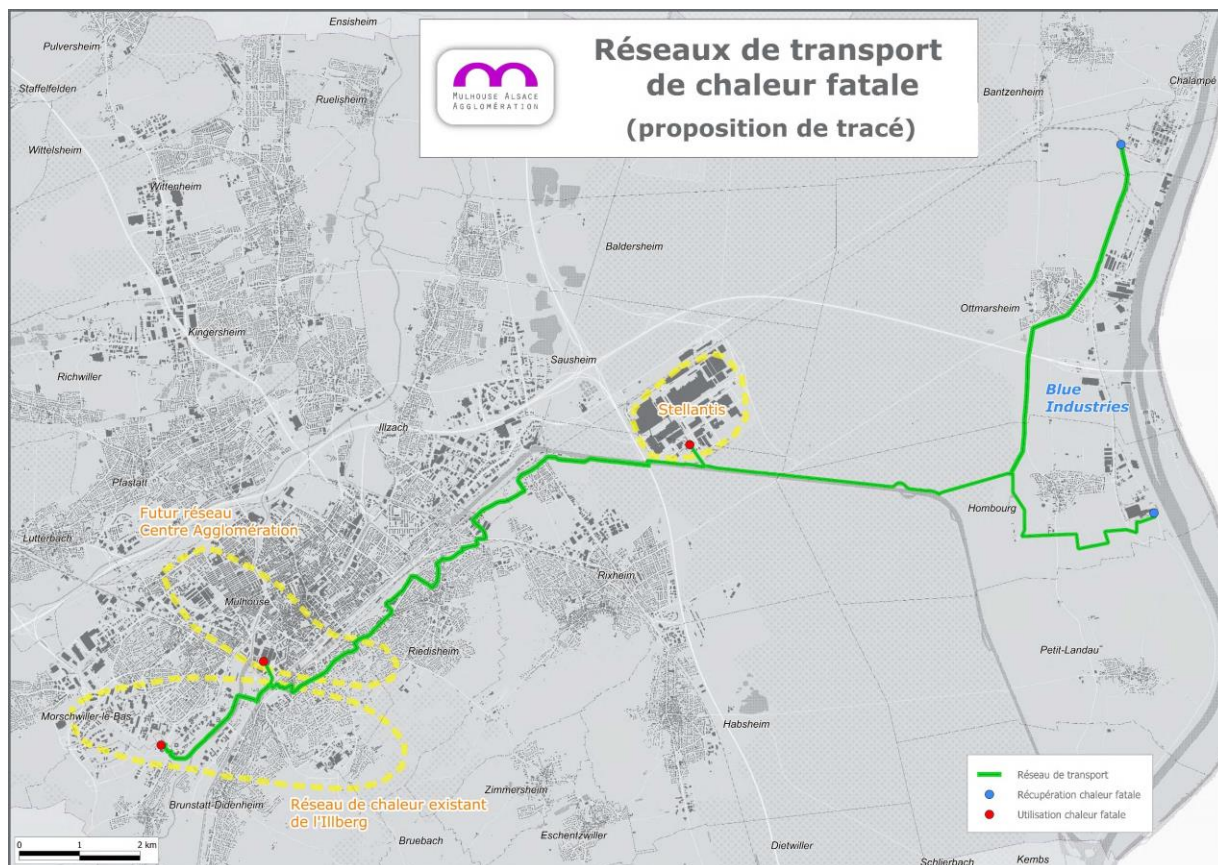 Réseaux de transport
de chaleur fatale
(proposition de tracé)
MULHOUSE ALSACE
AGGLOMÉRATION
Ensisheim
Pulversheim
Staffelfelden
Ruelisheim
Bantzenheim
Chalampé
Wittelsheim
Wittenheim
Baldersheim
Ottmarsheim
Kingersheim
Sausheim
Richwiller
Blue
Industries
Stellantis
Illzach
Pfastatt
Hombourg
Futur réseau
Centre Agglomération
Lutterbach
Rixheim
Mulhouse
Riedisheim
Petit-Landau
Morschwiller-le-Bas
Habsheim
Réseau de transport
Récupération chaleur fatale
Utilisation chaleur fatale
Zimmersheim
Brunstatt-Didenheim
Réseau de chaleur existant
de l'Illberg
Eschentzwiller
Bruebach
Dietwiller
Schlierbach
Kembs
0 1 2 km